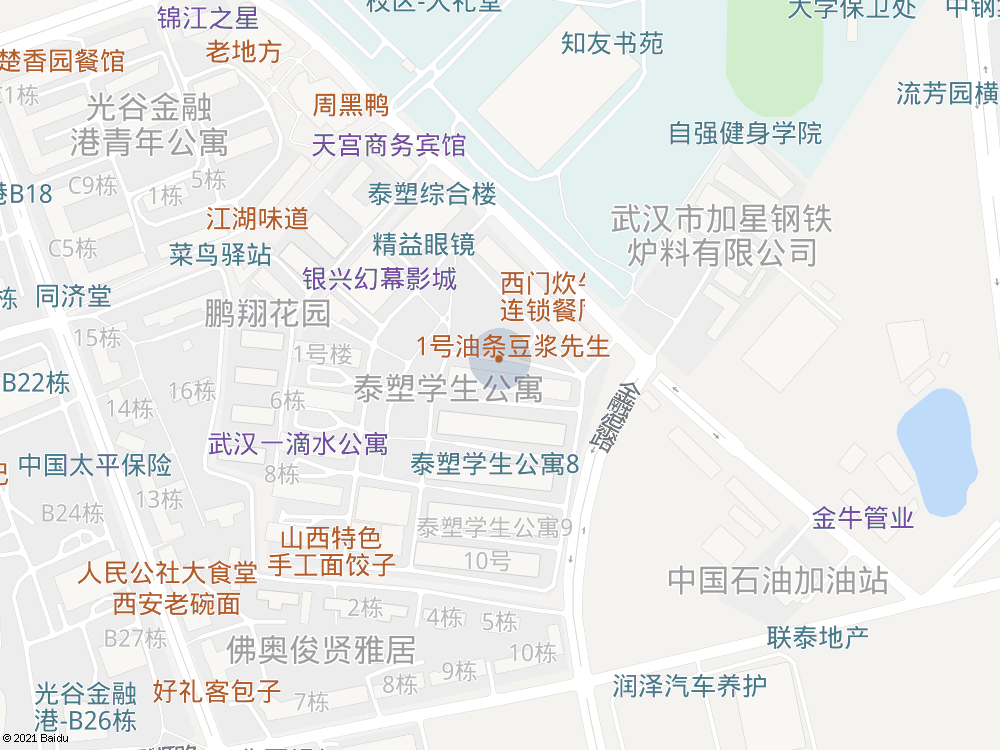 校区-大礼堂
锦江之星
大学保卫处
老地方
知友书苑
楚香园餐馆
C1栋
光谷金融
港青年公寓
周黑鸭
流芳园横
自强健身学院
天宫商务宾馆
C9栋
5栋
1栋
港B18
泰塑综合楼
江湖味道
武汉市加星钢铁
炉料有限公司
C5栋
菜鸟驿站
精益眼镜
银兴幻幕影城
西门炊
连锁餐
栋
同济堂
鹏翔花园
15栋
1号楼
1号油条豆浆先生
B22栋
16栋
6栋
泰塑学生公寓
14栋
金融港路
武汉一滴水公寓
中国太平保险
8栋
泰塑学生公寓8
13栋
B24栋
金牛管业
泰塑学生公寓9
山西特色
手工面饺子
10号
人民公社大食堂
中国石油加油站
西安老碗面
2栋
4栋
5栋
B27栋
联泰地产
佛奥俊贤雅居
10栋
9栋
8栋
光谷金融
港-B26栋
好礼客包子
7栋
润泽汽车养护
© 2021 Baidu